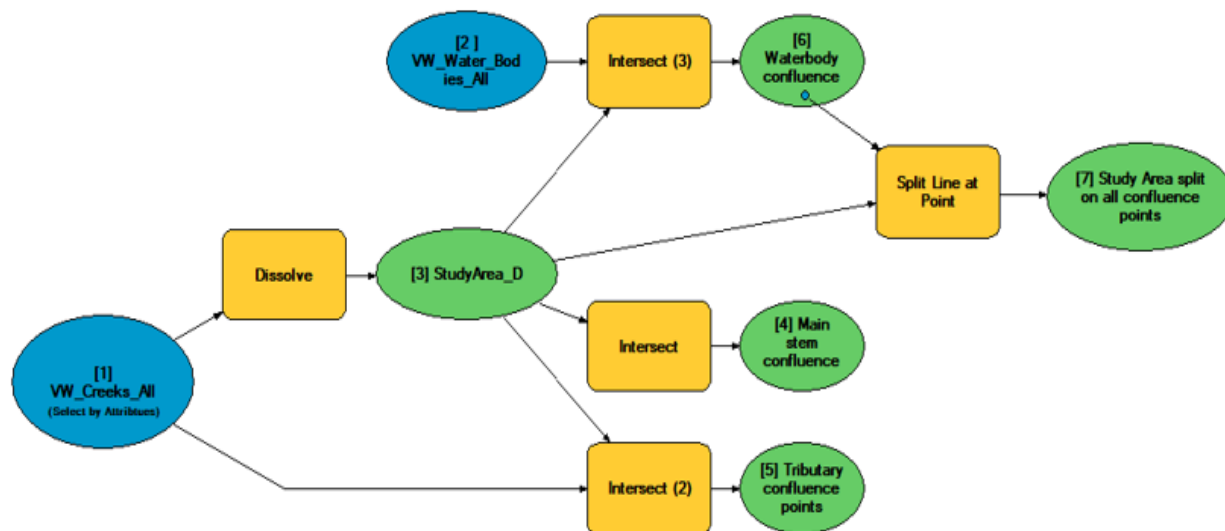 [2 ]
VW_Water_Bod
ies_All
Intersect (3)
[6]
Waterbody
confluence
Split Line at
Point
[7] Study Area split
on all confluence
points
Dissolve
[3] StudyArea_D
Intersect
[4] Main
stem
confluence
[1]
VW_Creeks_All
(Select by Attribtues)
Intersect (2)
[5] Tributary
confluence
points